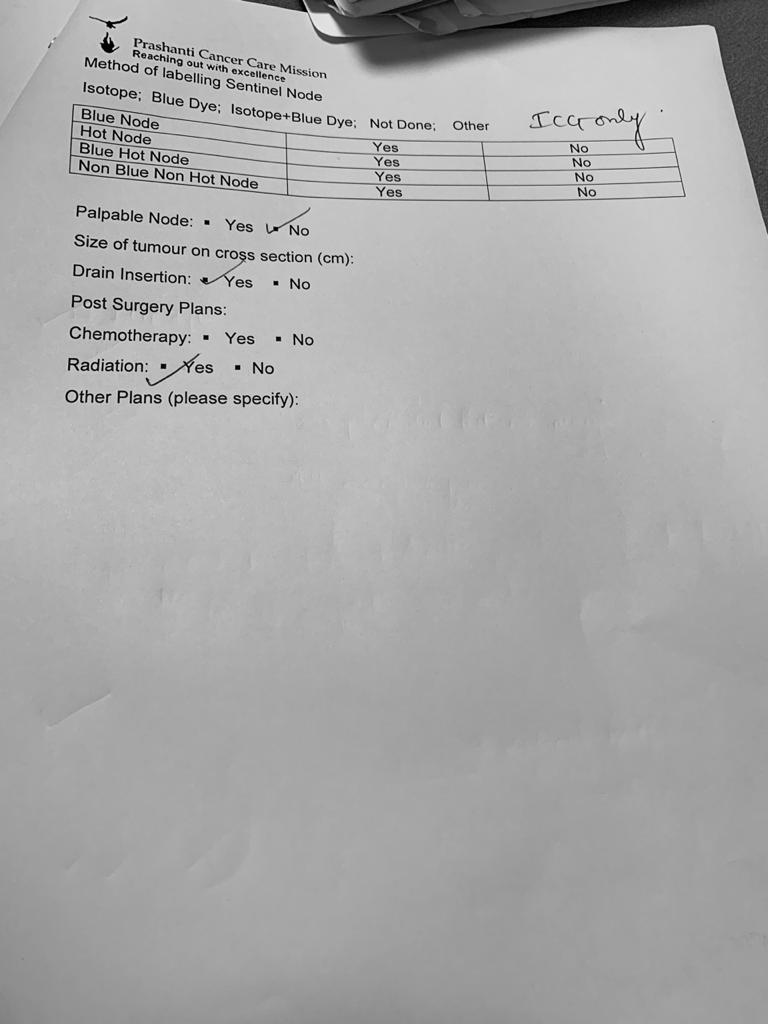 Prashanti Cancer Care Mission
Reaching out with excellence
Method of labelling Sentinel Node
Isotope; Blue Dye; Isotope+Blue Dye; Not Done; Other ICG only
Blue Node Yes No
Hot Node Yes No
Blue Hot Node Yes No
Non Blue Non Hot Node Yes No
Palpable Node: ▪ Yes ▪ No
Size of tumour on cross section (cm):
Drain Insertion: ▪ Yes ▪ No
Post Surgery Plans:
Chemotherapy: ▪ Yes ▪ No
Radiation: ▪ Yes ▪ No
Other Plans (please specify):